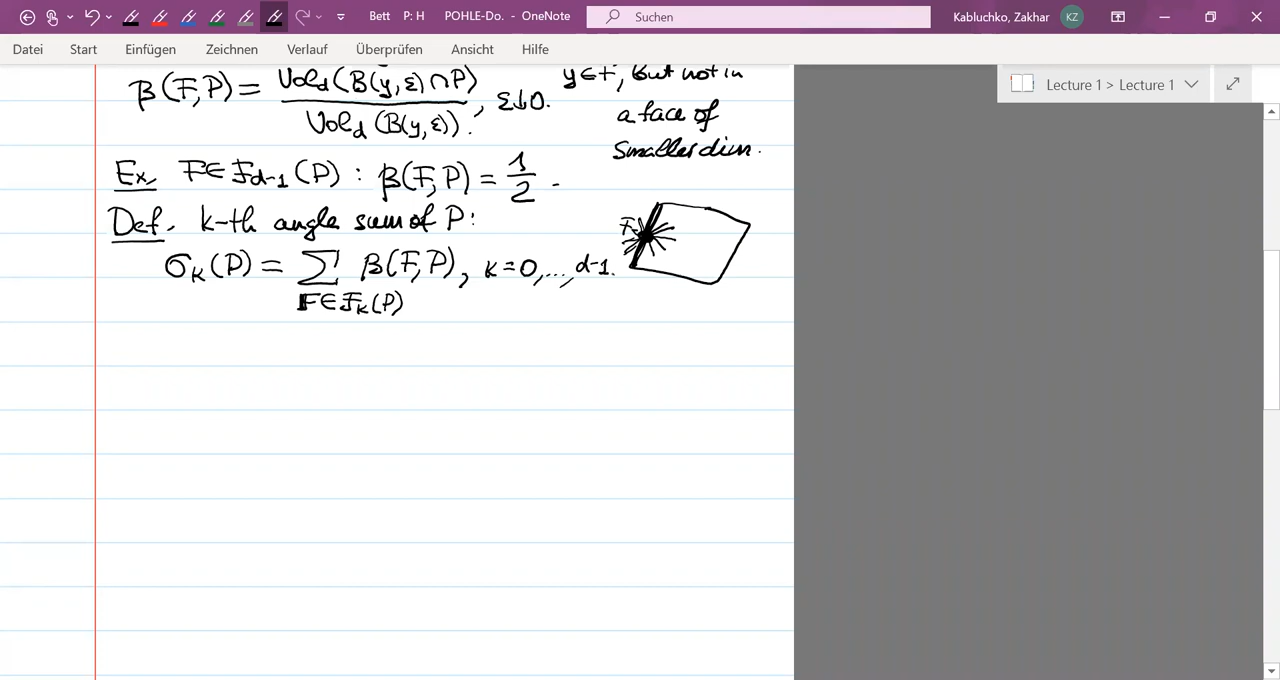 Bett P: H POHLE-Do. - OneNote
Suchen
Kabluchko, Zakhar KZ
Datei Start Einfügen Zeichnen Verlauf Überprüfen Ansicht Hilfe
Lecture 1 > Lecture 1
β(F,P) = Vol_d(B(y,ε) ∩ P) / Vol_d(B(y,ε)), ε↓0.
y∈F, but not in
a face of
smaller dim.
Ex. F∈ℱ_{d-1}(P) : β(F,P) = 1/2.
Def. k-th angle sum of P:
σ_k(P) = ∑_{F∈ℱ_k(P)} β(F,P), k=0,...,d-1.
F